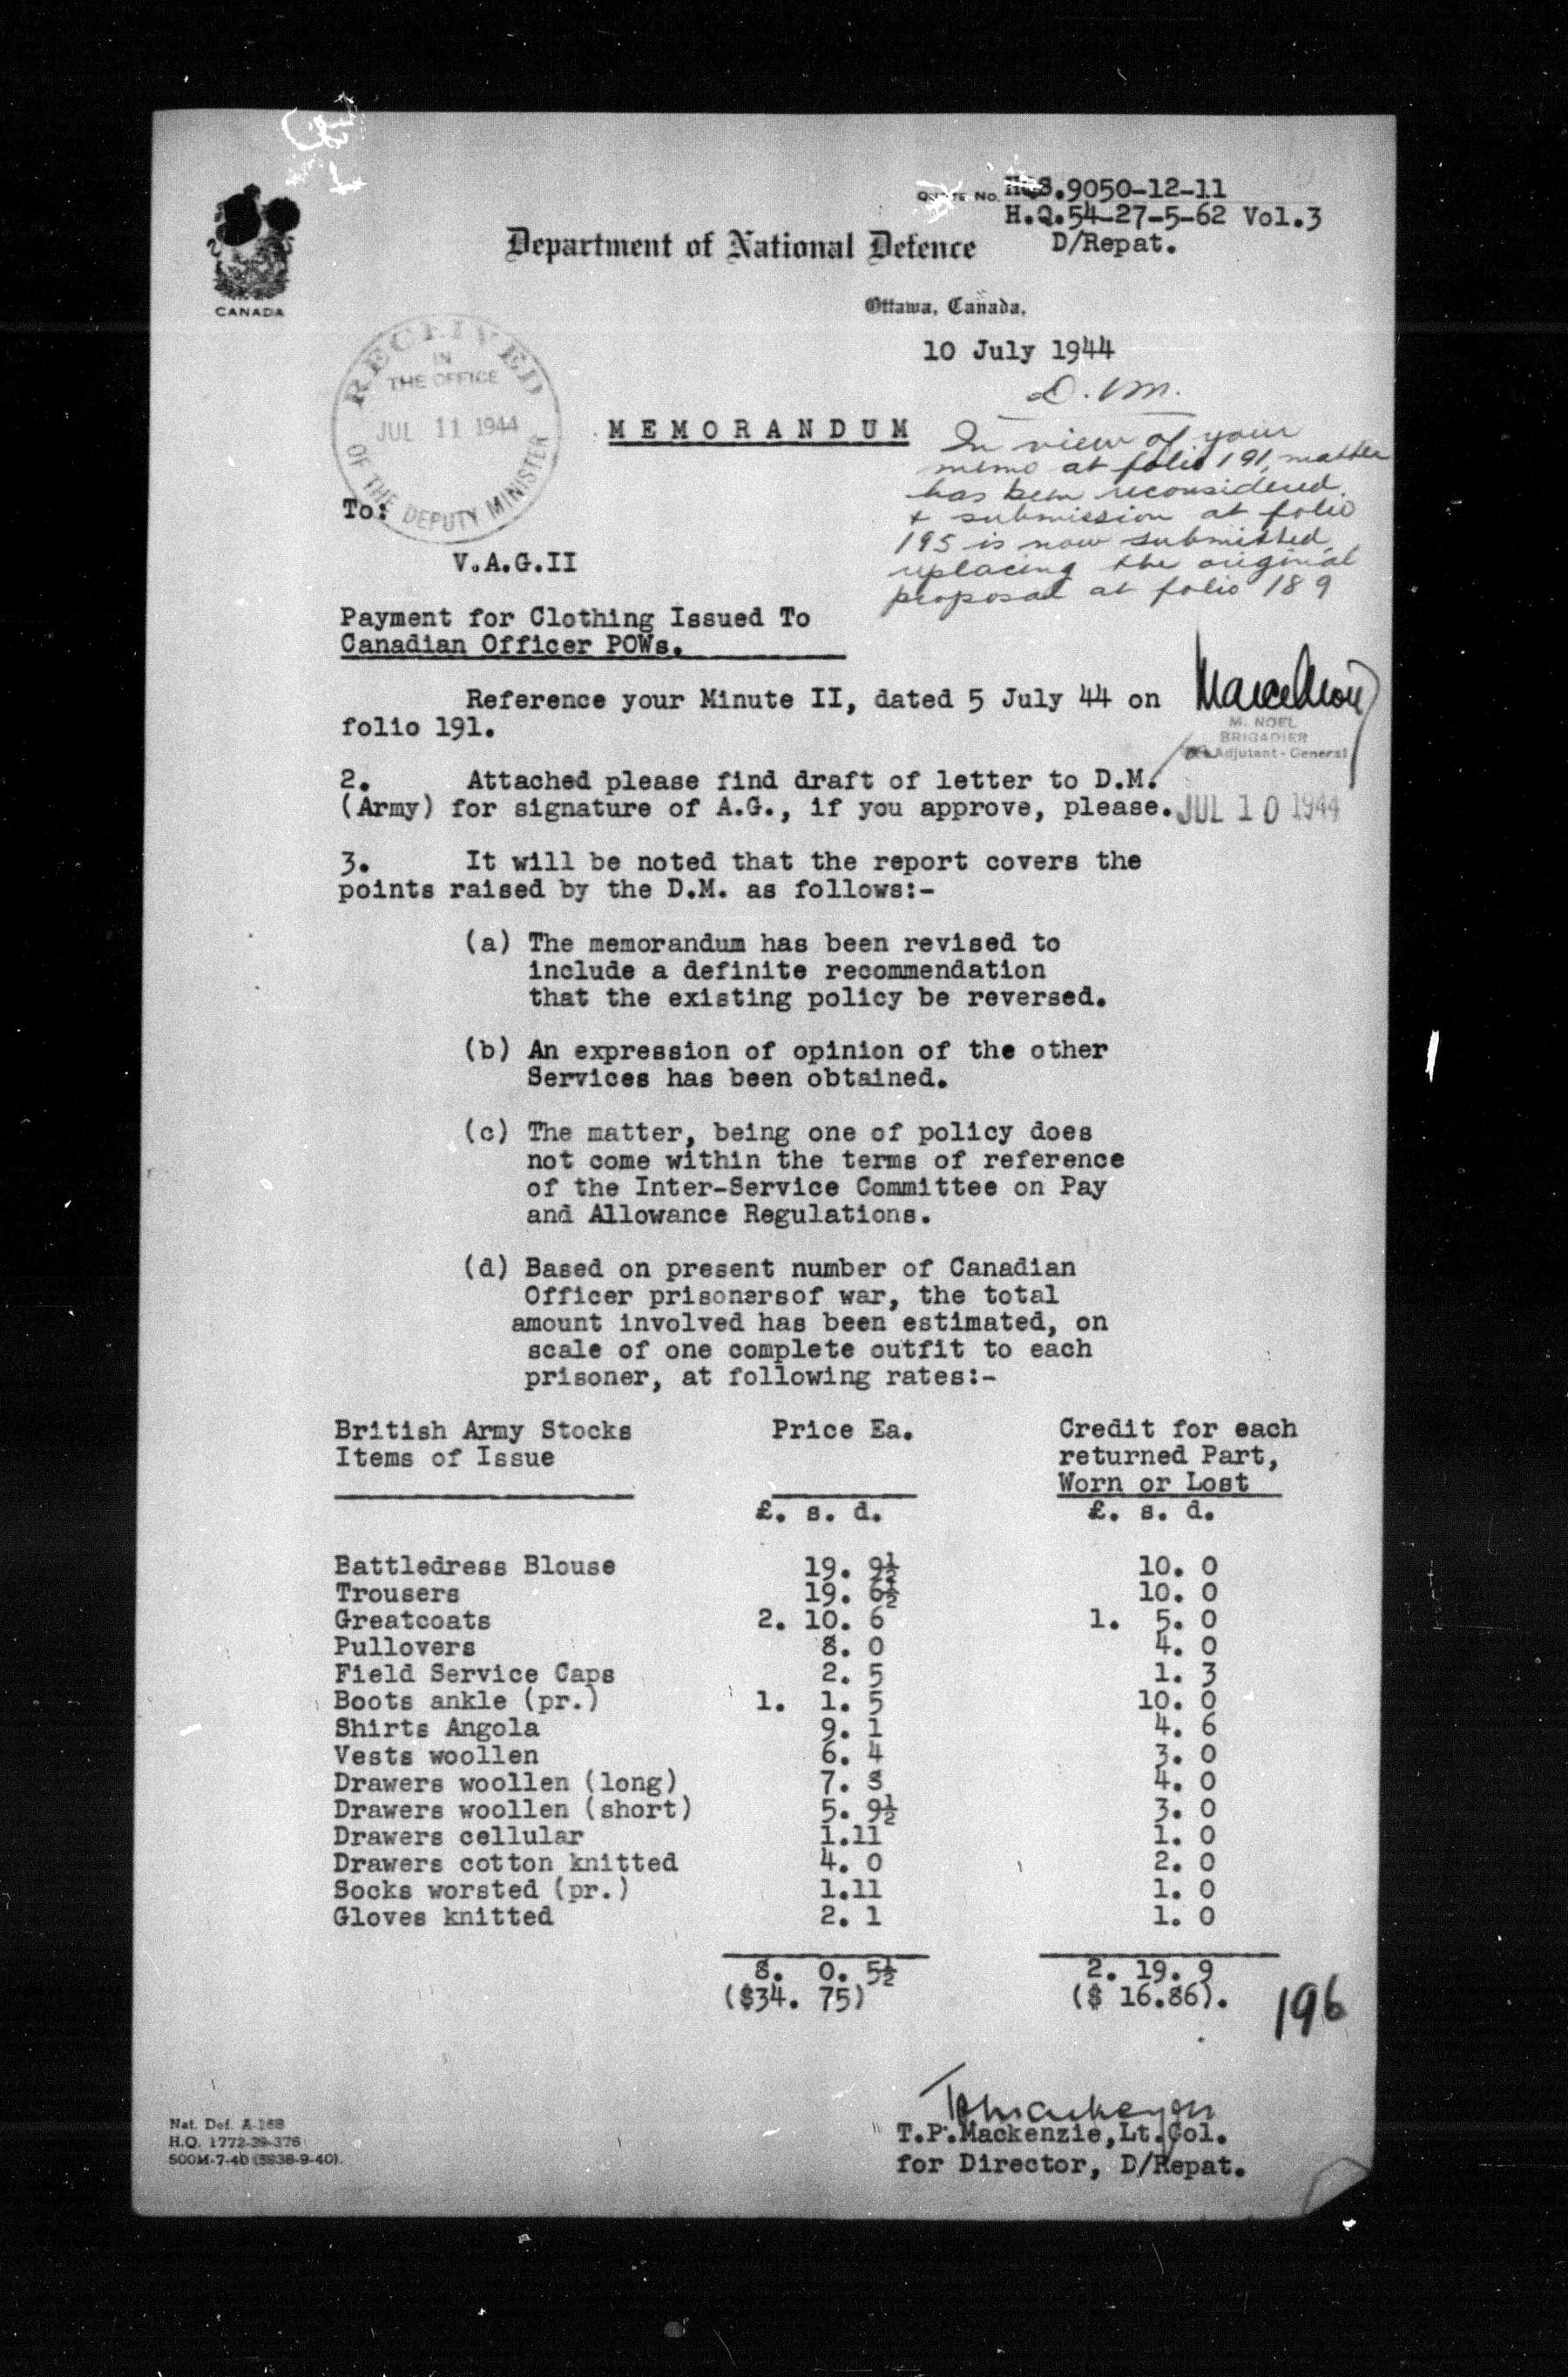 QUOTE No. H.Q.S.9050-12-11
H.Q.54-27-5-62 Vol.3
D/Repat.
Department of National Defence
CANADA
Ottawa, Canada,
10 July 1944
RECEIVED
IN
THE OFFICE
JUL 11 1944
OF THE DEPUTY MINISTER
MEMORANDUM
D.M.
In view of your
memo at folio 191, matter
has been reconsidered
& submission at folio
195 is now submitted,
replacing the original
proposal at folio 189
To:
V.A.G.II
Payment for Clothing Issued To
Canadian Officer POWs.
Reference your Minute II, dated 5 July 44 on
folio 191.
M. NOEL
BRIGADIER
Adjutant-General
JUL 10 1944
2. Attached please find draft of letter to D.M.
(Army) for signature of A.G., if you approve, please.
3. It will be noted that the report covers the
points raised by the D.M. as follows:-
(a) The memorandum has been revised to
include a definite recommendation
that the existing policy be reversed.
(b) An expression of opinion of the other
Services has been obtained.
(c) The matter, being one of policy does
not come within the terms of reference
of the Inter-Service Committee on Pay
and Allowance Regulations.
(d) Based on present number of Canadian
Officer prisonersof war, the total
amount involved has been estimated, on
scale of one complete outfit to each
prisoner, at following rates:-
British Army Stocks Price Ea. Credit for each
Items of Issue returned Part,
Worn or Lost
£. s. d. £. s. d.
Battledress Blouse 19. 9½ 10. 0
Trousers 19. 6½ 10. 0
Greatcoats 2. 10. 6 1. 5. 0
Pullovers 8. 0 4. 0
Field Service Caps 2. 5 1. 3
Boots ankle (pr.) 1. 1. 5 10. 0
Shirts Angola 9. 1 4. 6
Vests woollen 6. 4 3. 0
Drawers woollen (long) 7. 8 4. 0
Drawers woollen (short) 5. 9½ 3. 0
Drawers cellular 1.11 1. 0
Drawers cotton knitted 4. 0 2. 0
Socks worsted (pr.) 1.11 1. 0
Gloves knitted 2. 1 1. 0
8. 0. 5½ 2. 19. 9
($34. 75) ($ 16.86).
196
T.P.Mackenzie,Lt.Col.
for Director, D/Repat.
Nat. Def. A-168
H.Q. 1772-39-376
500M-7-40 (5838-9-40).